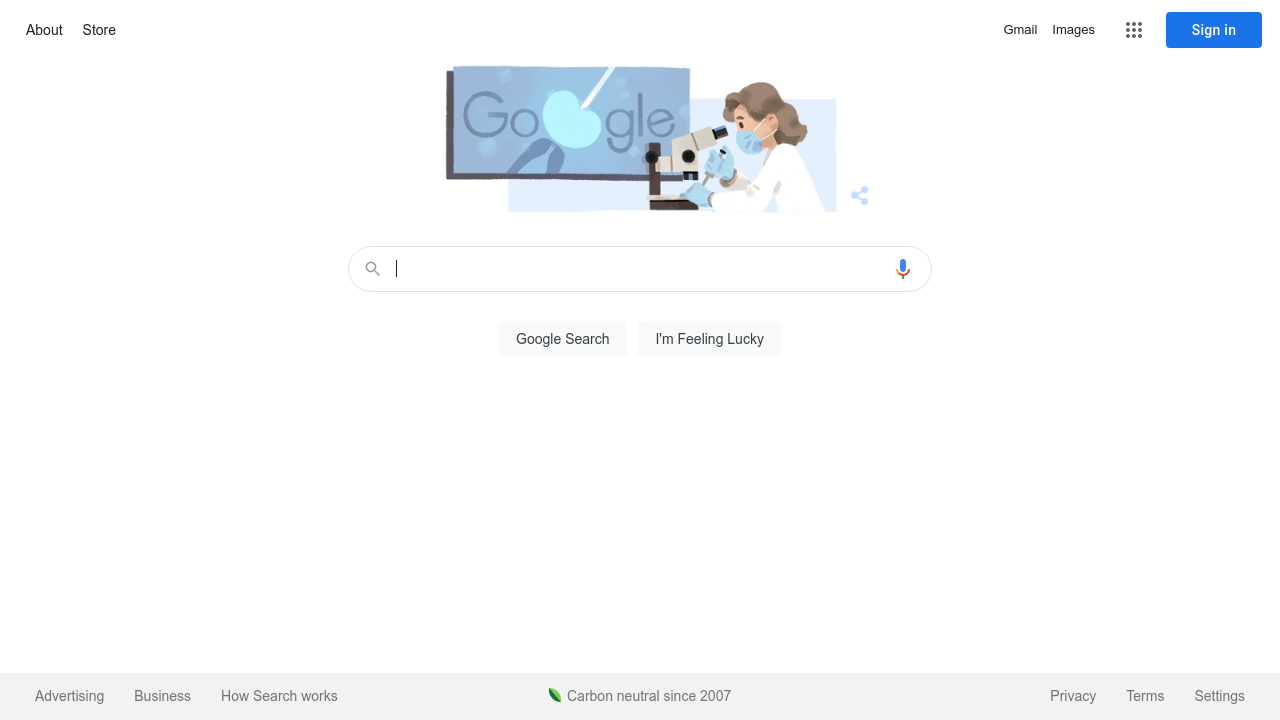 About Store
Gmail Images Sign in
Google
Google Search I'm Feeling Lucky
Advertising Business How Search works
Carbon neutral since 2007
Privacy Terms Settings